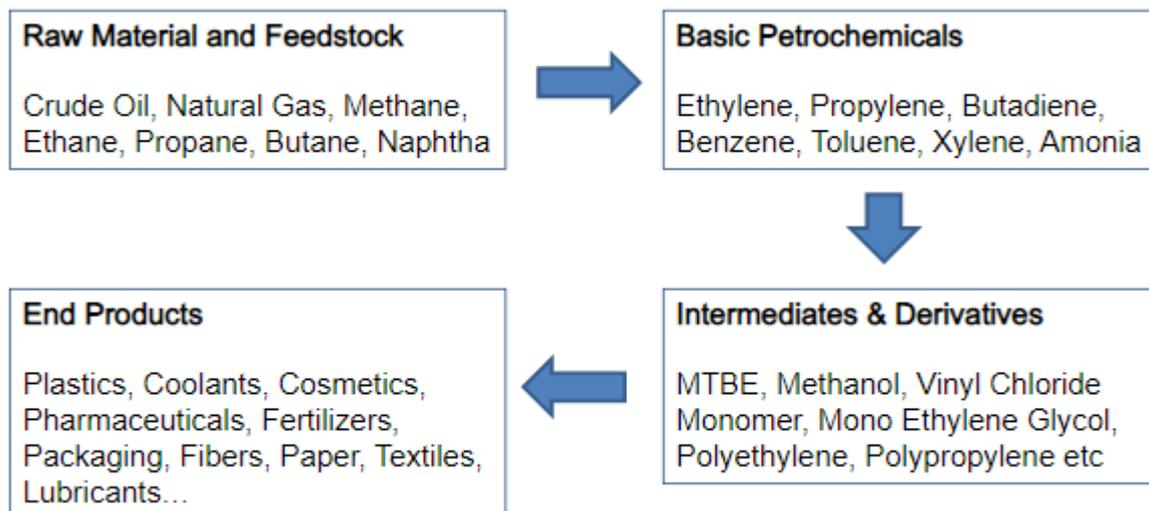 Raw Material and Feedstock
Crude Oil, Natural Gas, Methane,
Ethane, Propane, Butane, Naphtha
Basic Petrochemicals
Ethylene, Propylene, Butadiene,
Benzene, Toluene, Xylene, Amonia
Intermediates & Derivatives
MTBE, Methanol, Vinyl Chloride
Monomer, Mono Ethylene Glycol,
Polyethylene, Polypropylene etc
End Products
Plastics, Coolants, Cosmetics,
Pharmaceuticals, Fertilizers,
Packaging, Fibers, Paper, Textiles,
Lubricants...